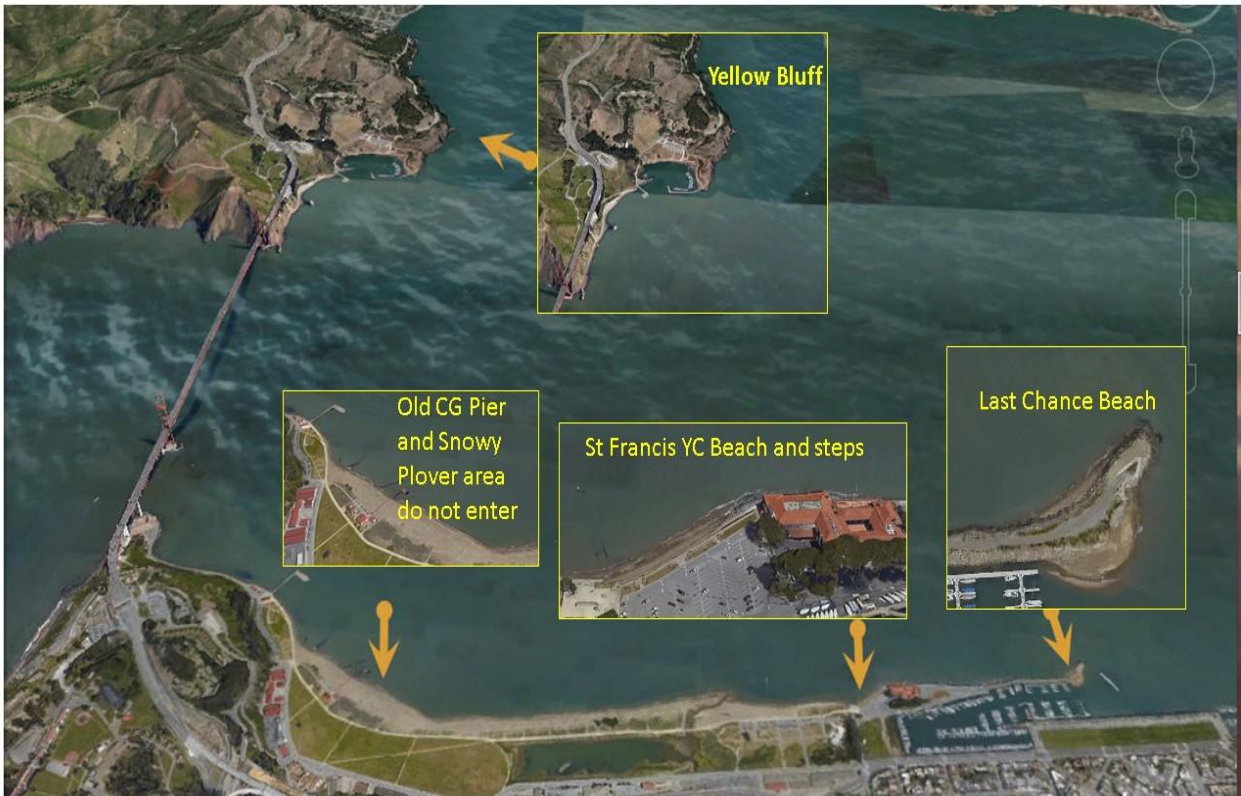 Yellow Bluff
Old CG Pier
and Snowy
Plover area
do not enter
St Francis YC Beach and steps
Last Chance Beach